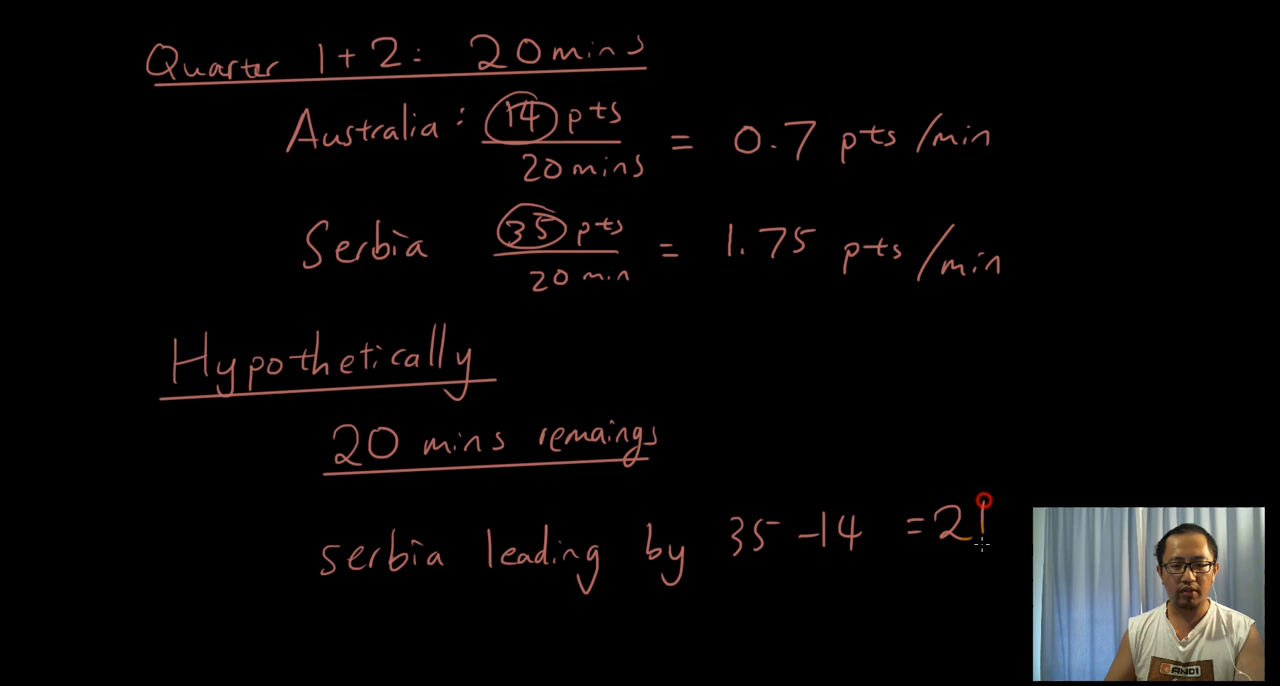 Quarter 1+2: 20 mins
Australia: 14 pts
20 mins
= 0.7 pts/min
Serbia 35 pts
20 min
= 1.75 pts/min
Hypothetically
20 mins remaings
serbia leading by 35 - 14 = 21